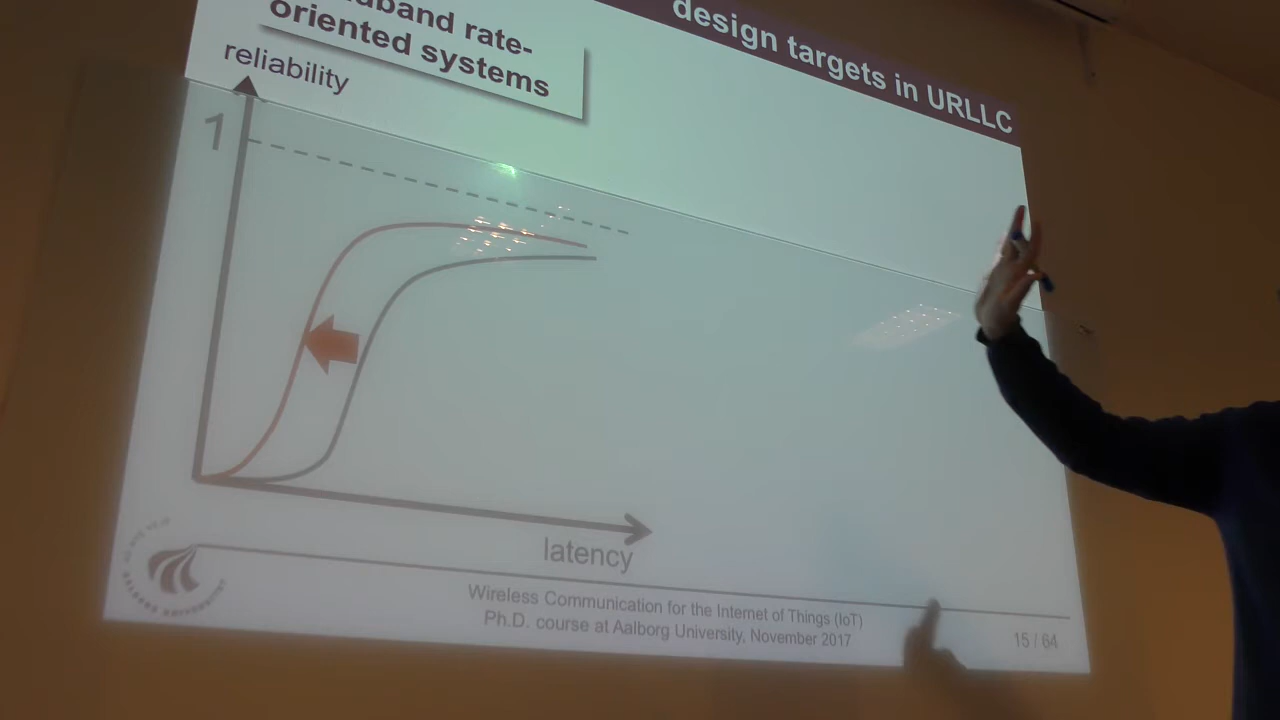 design targets in URLLC
band rate-
oriented systems
reliability
1
latency
Wireless Communication for the Internet of Things (IoT)
Ph.D. course at Aalborg University, November 2017
15 / 64